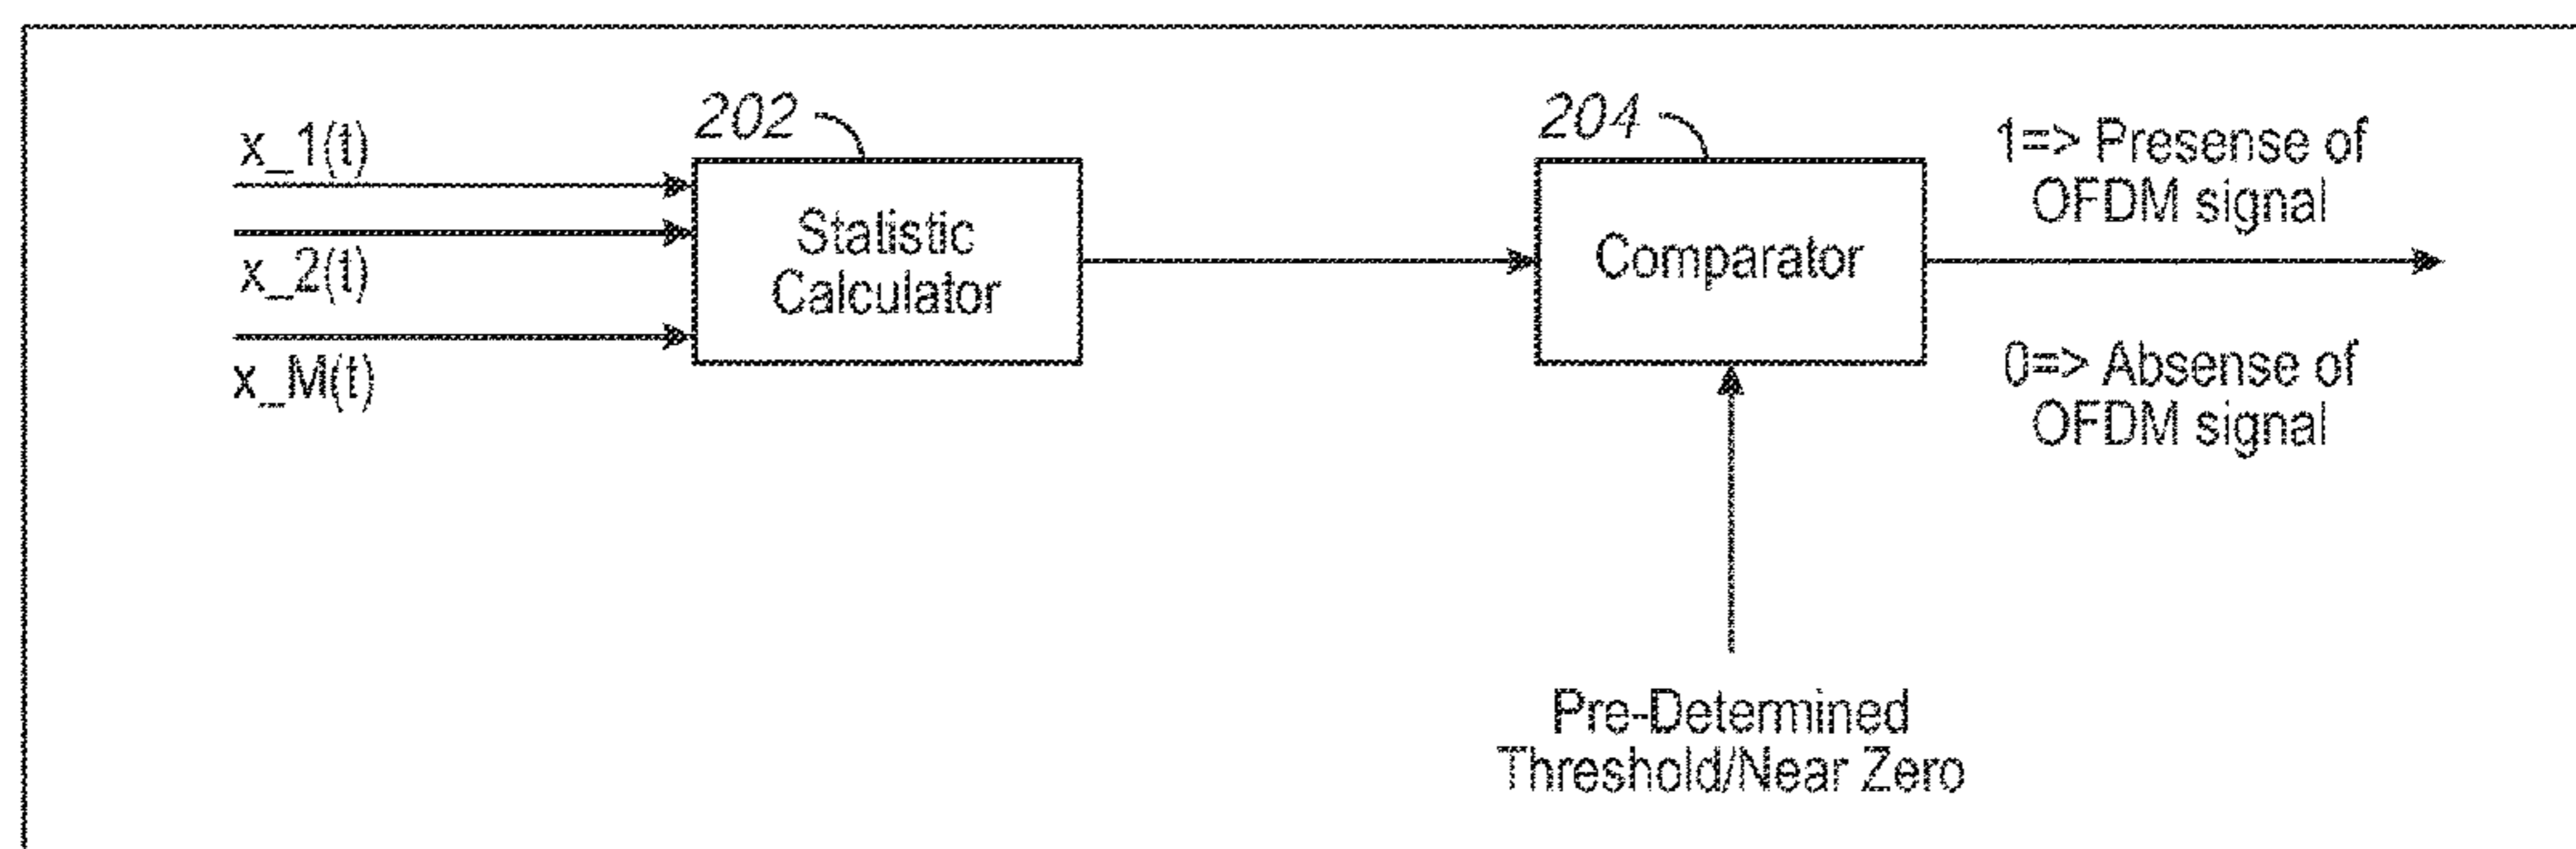 x_1(t)
x_2(t)
x_M(t)
202
Stalistic
Calculator
204
Comparator
1=> Presense of
OFDM signal
0=> Absense of
OFDM signal
Pre-Determined
Threshold/Near Zero